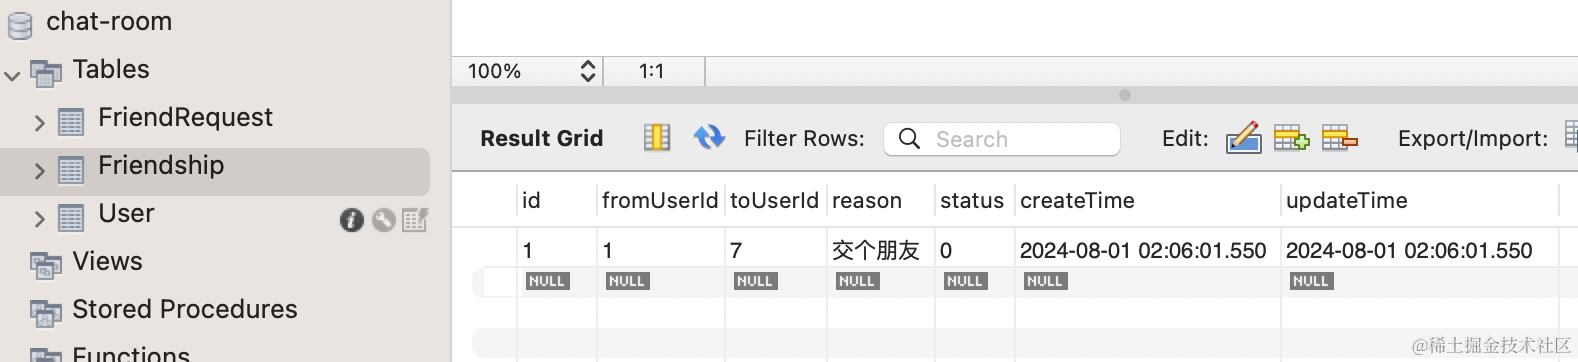 chat-room
Tables
FriendRequest
Friendship
User
Views
Stored Procedures
Functions
100% 1:1
Result Grid Filter Rows: Search Edit: Export/Import:
id fromUserId toUserId reason status createTime updateTime
1 1 7 交个朋友 0 2024-08-01 02:06:01.550 2024-08-01 02:06:01.550
NULL NULL NULL NULL NULL NULL NULL
@稀土掘金技术社区